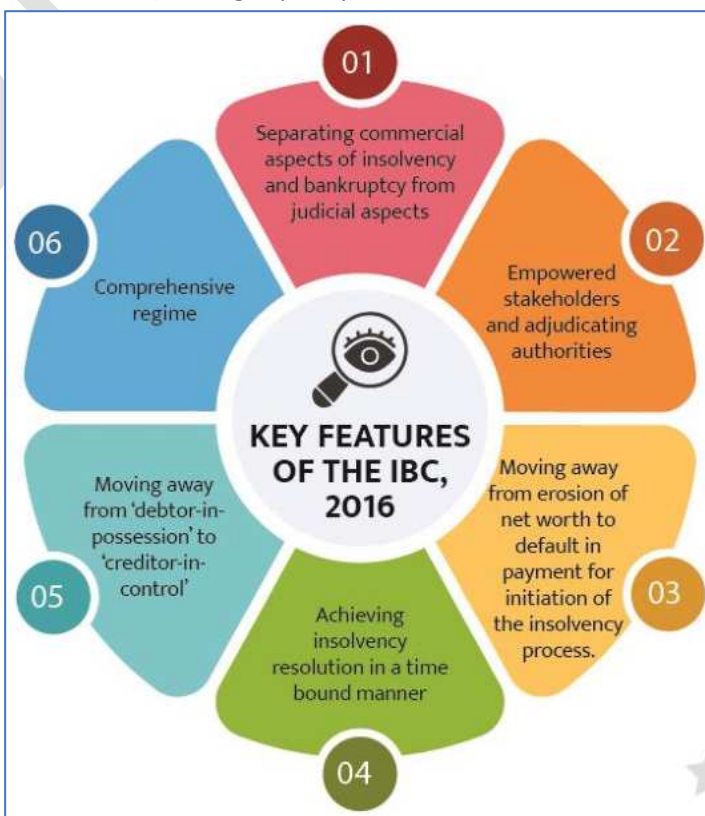 01
Separating commercial
aspects of insolvency
and bankruptcy from
judicial aspects
02
Empowered
stakeholders
and adjudicating
authorities
03
Moving away
from erosion of
net worth to
default in
payment for
initiation of
the insolvency
process.
04
Achieving
insolvency
resolution in a time
bound manner
05
Moving away
from ‘debtor-in-
possession’ to
‘creditor-in-
control’
06
Comprehensive
regime
KEY FEATURES
OF THE IBC,
2016